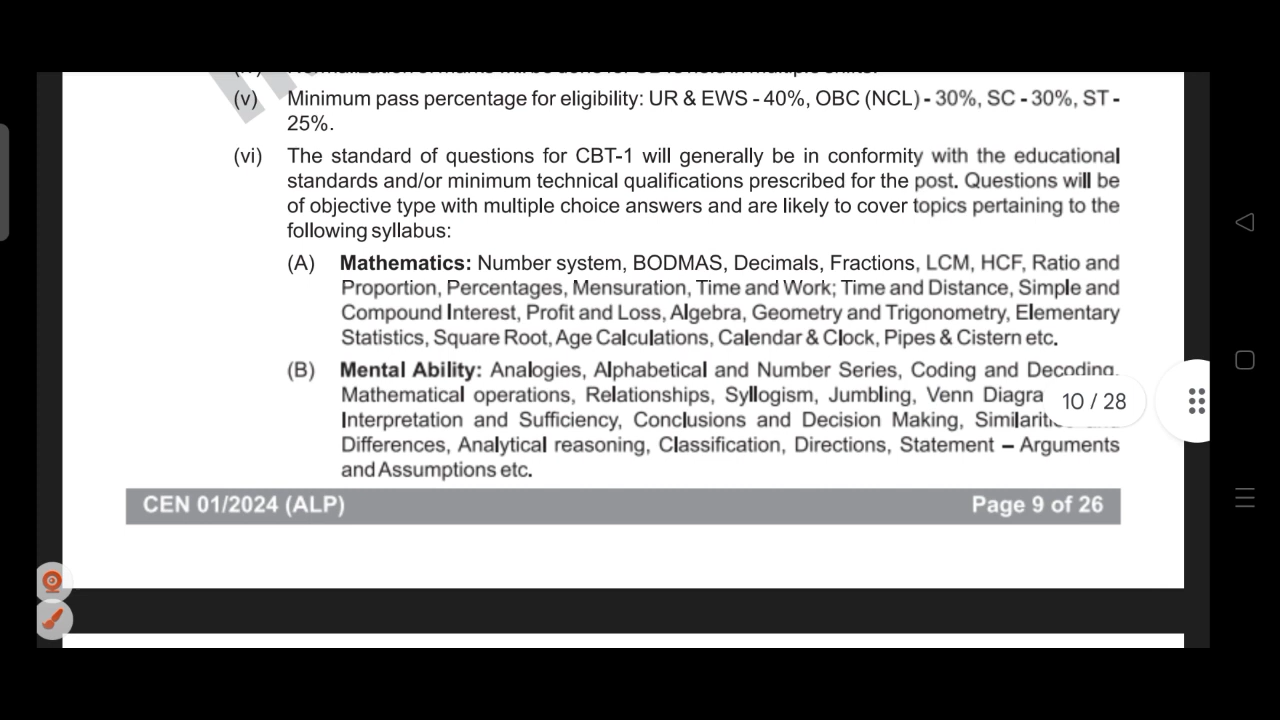 (v) Minimum pass percentage for eligibility: UR & EWS - 40%, OBC (NCL) - 30%, SC - 30%, ST -
25%.
(vi) The standard of questions for CBT-1 will generally be in conformity with the educational
standards and/or minimum technical qualifications prescribed for the post. Questions will be
of objective type with multiple choice answers and are likely to cover topics pertaining to the
following syllabus:
(A) Mathematics: Number system, BODMAS, Decimals, Fractions, LCM, HCF, Ratio and
Proportion, Percentages, Mensuration, Time and Work; Time and Distance, Simple and
Compound Interest, Profit and Loss, Algebra, Geometry and Trigonometry, Elementary
Statistics, Square Root, Age Calculations, Calendar & Clock, Pipes & Cistern etc.
(B) Mental Ability: Analogies, Alphabetical and Number Series, Coding and Decoding,
Mathematical operations, Relationships, Syllogism, Jumbling, Venn Diagra
10 / 28
Interpretation and Sufficiency, Conclusions and Decision Making,
Differences, Analytical reasoning, Classification, Directions, Statement – Arguments
and Assumptions etc.
CEN 01/2024 (ALP) Page 9 of 26